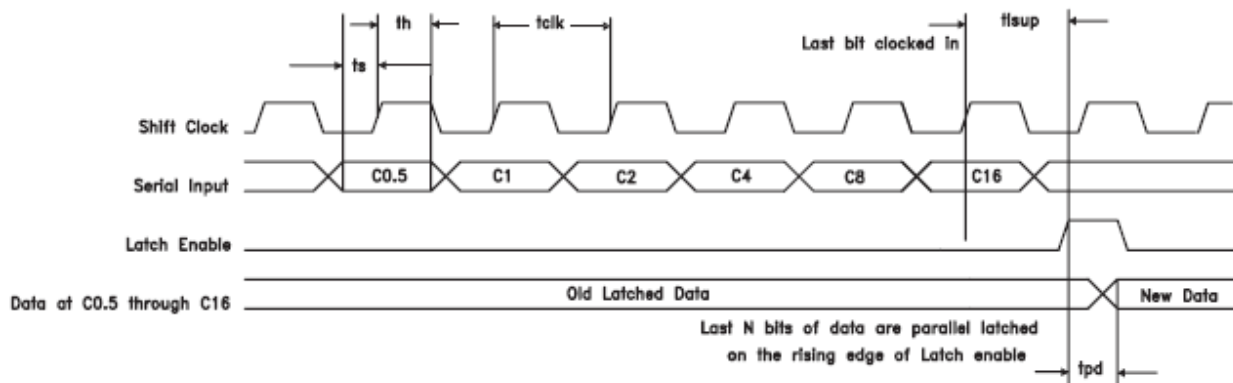 th
tclk
tlsup
Last bit clocked in
ts
Shift Clock
Serial Input
C0.5
C1
C2
C4
C8
C16
Latch Enable
Data at C0.5 through C16
Old Latched Data
New Data
Last N bits of data are parallel latched
on the rising edge of Latch enable
tpd